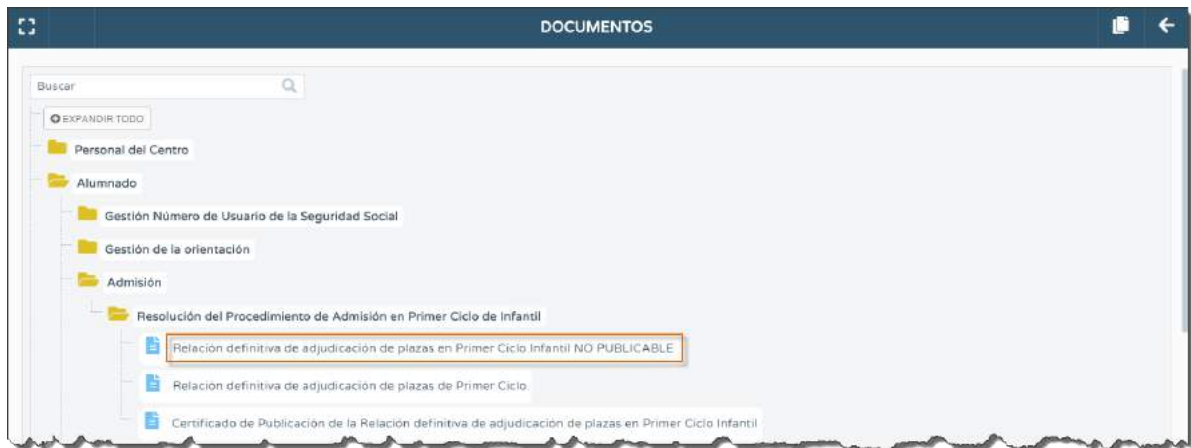 DOCUMENTOS
Buscar
EXPANDIR TODO
Personal del Centro
Alumnado
Gestión Número de Usuario de la Seguridad Social
Gestión de la orientación
Admisión
Resolución del Procedimiento de Admisión en Primer Ciclo de Infantil
Relación definitiva de adjudicación de plazas en Primer Ciclo Infantil NO PUBLICABLE
Relación definitiva de adjudicación de plazas de Primer Ciclo.
Certificado de Publicación de la Relación definitiva de adjudicación de plazas en Primer Ciclo Infantil